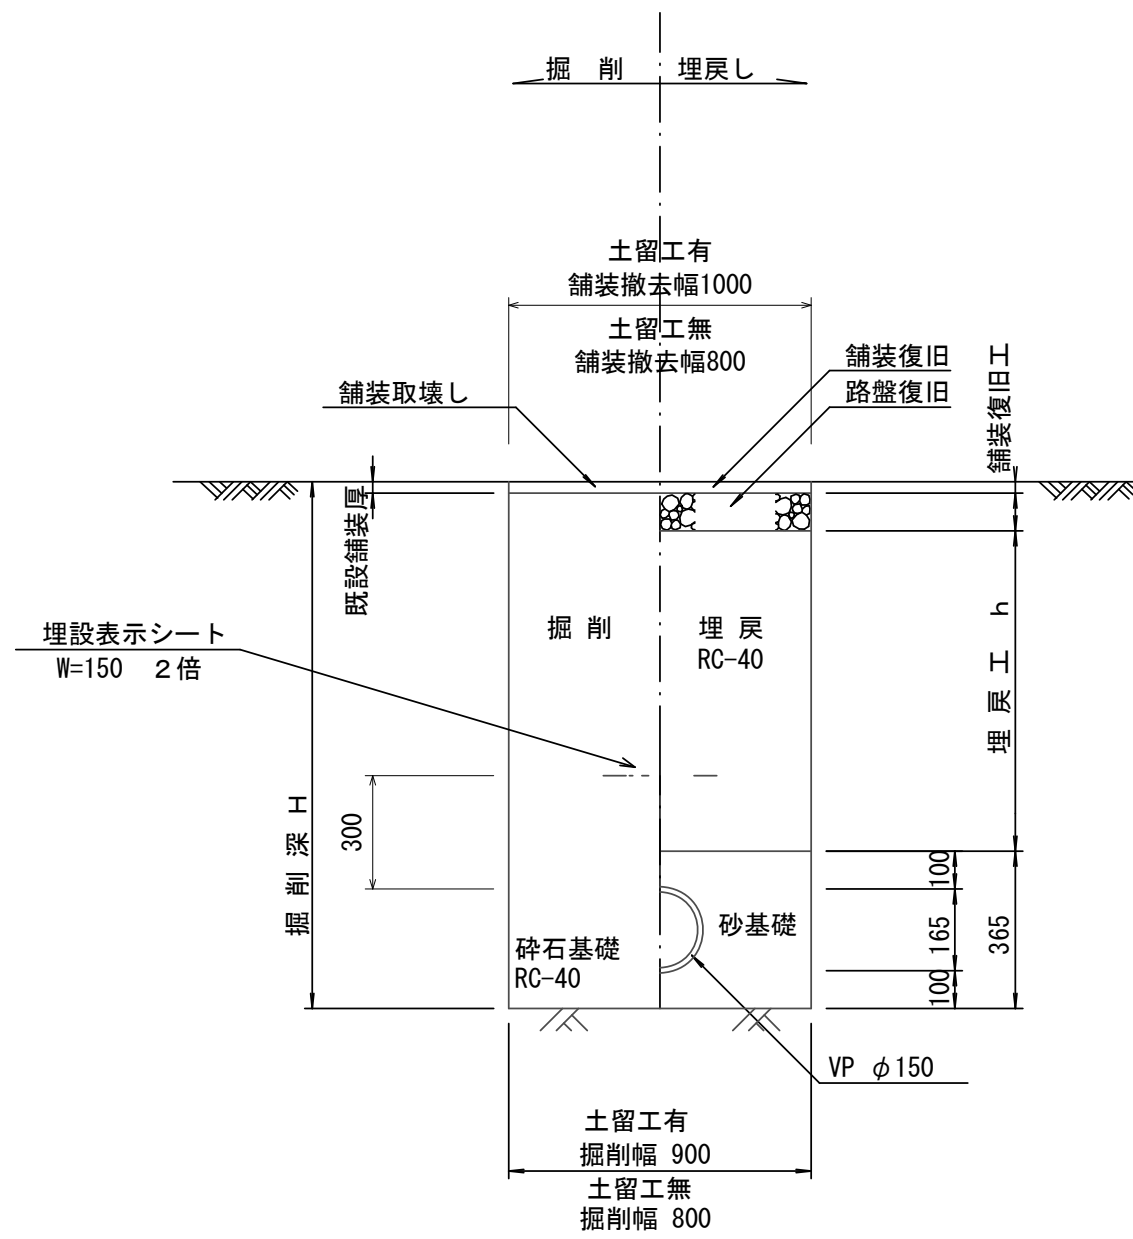 掘 削 埋戻し
土留工有
舗装撤去幅1000
土留工無
舗装撤去幅800
舗装復旧
路盤復旧
舗装取壊し
舗装復旧工
既設舗装厚
埋設表示シート
W=150 2倍
掘 削
埋 戻
RC-40
埋 戻 工 h
掘 削 深 H
300
100
165
100
365
砂基礎
砕石基礎
RC-40
VP φ150
土留工有
掘削幅 900
土留工無
掘削幅 800